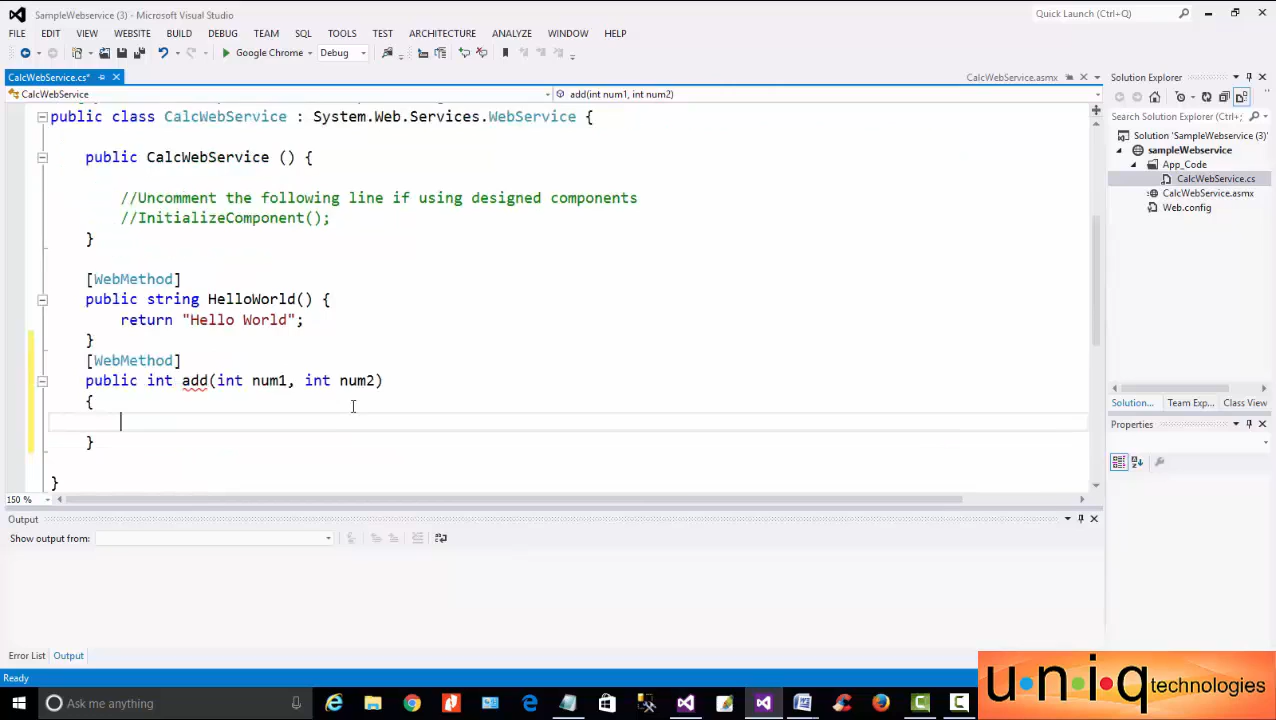 SampleWebservice (3) - Microsoft Visual Studio
Quick Launch (Ctrl+Q)
FILE EDIT VIEW WEBSITE BUILD DEBUG TEAM SQL TOOLS TEST ARCHITECTURE ANALYZE WINDOW HELP
Google Chrome Debug
CalcWebService.cs*
CalcWebService.asmx
CalcWebService
add(int num1, int num2)
public class CalcWebService : System.Web.Services.WebService {
public CalcWebService () {
//Uncomment the following line if using designed components
//InitializeComponent();
}
[WebMethod]
public string HelloWorld() {
return "Hello World";
}
[WebMethod]
public int add(int num1, int num2)
{
}
}
150 %
Solution Explorer
Search Solution Explorer (Ctrl+;
Solution 'SampleWebservice (3)'
sampleWebservice
App_Code
CalcWebService.cs
CalcWebService.asmx
Web.config
Solution... Team Exp... Class View
Properties
Output
Show output from:
Error List Output
Ready
Ask me anything
uniq technologies